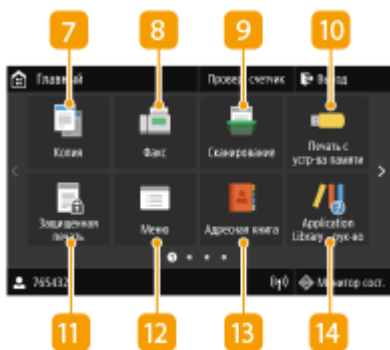 7 8 9 10
Главный Провер. счетчик Выход
Копия Факс Сканирование Печать с
устр-ва памяти
Защищенная
печать Меню Адресная книга Application
Library
765432 Монитор сост.
11 12 13 14